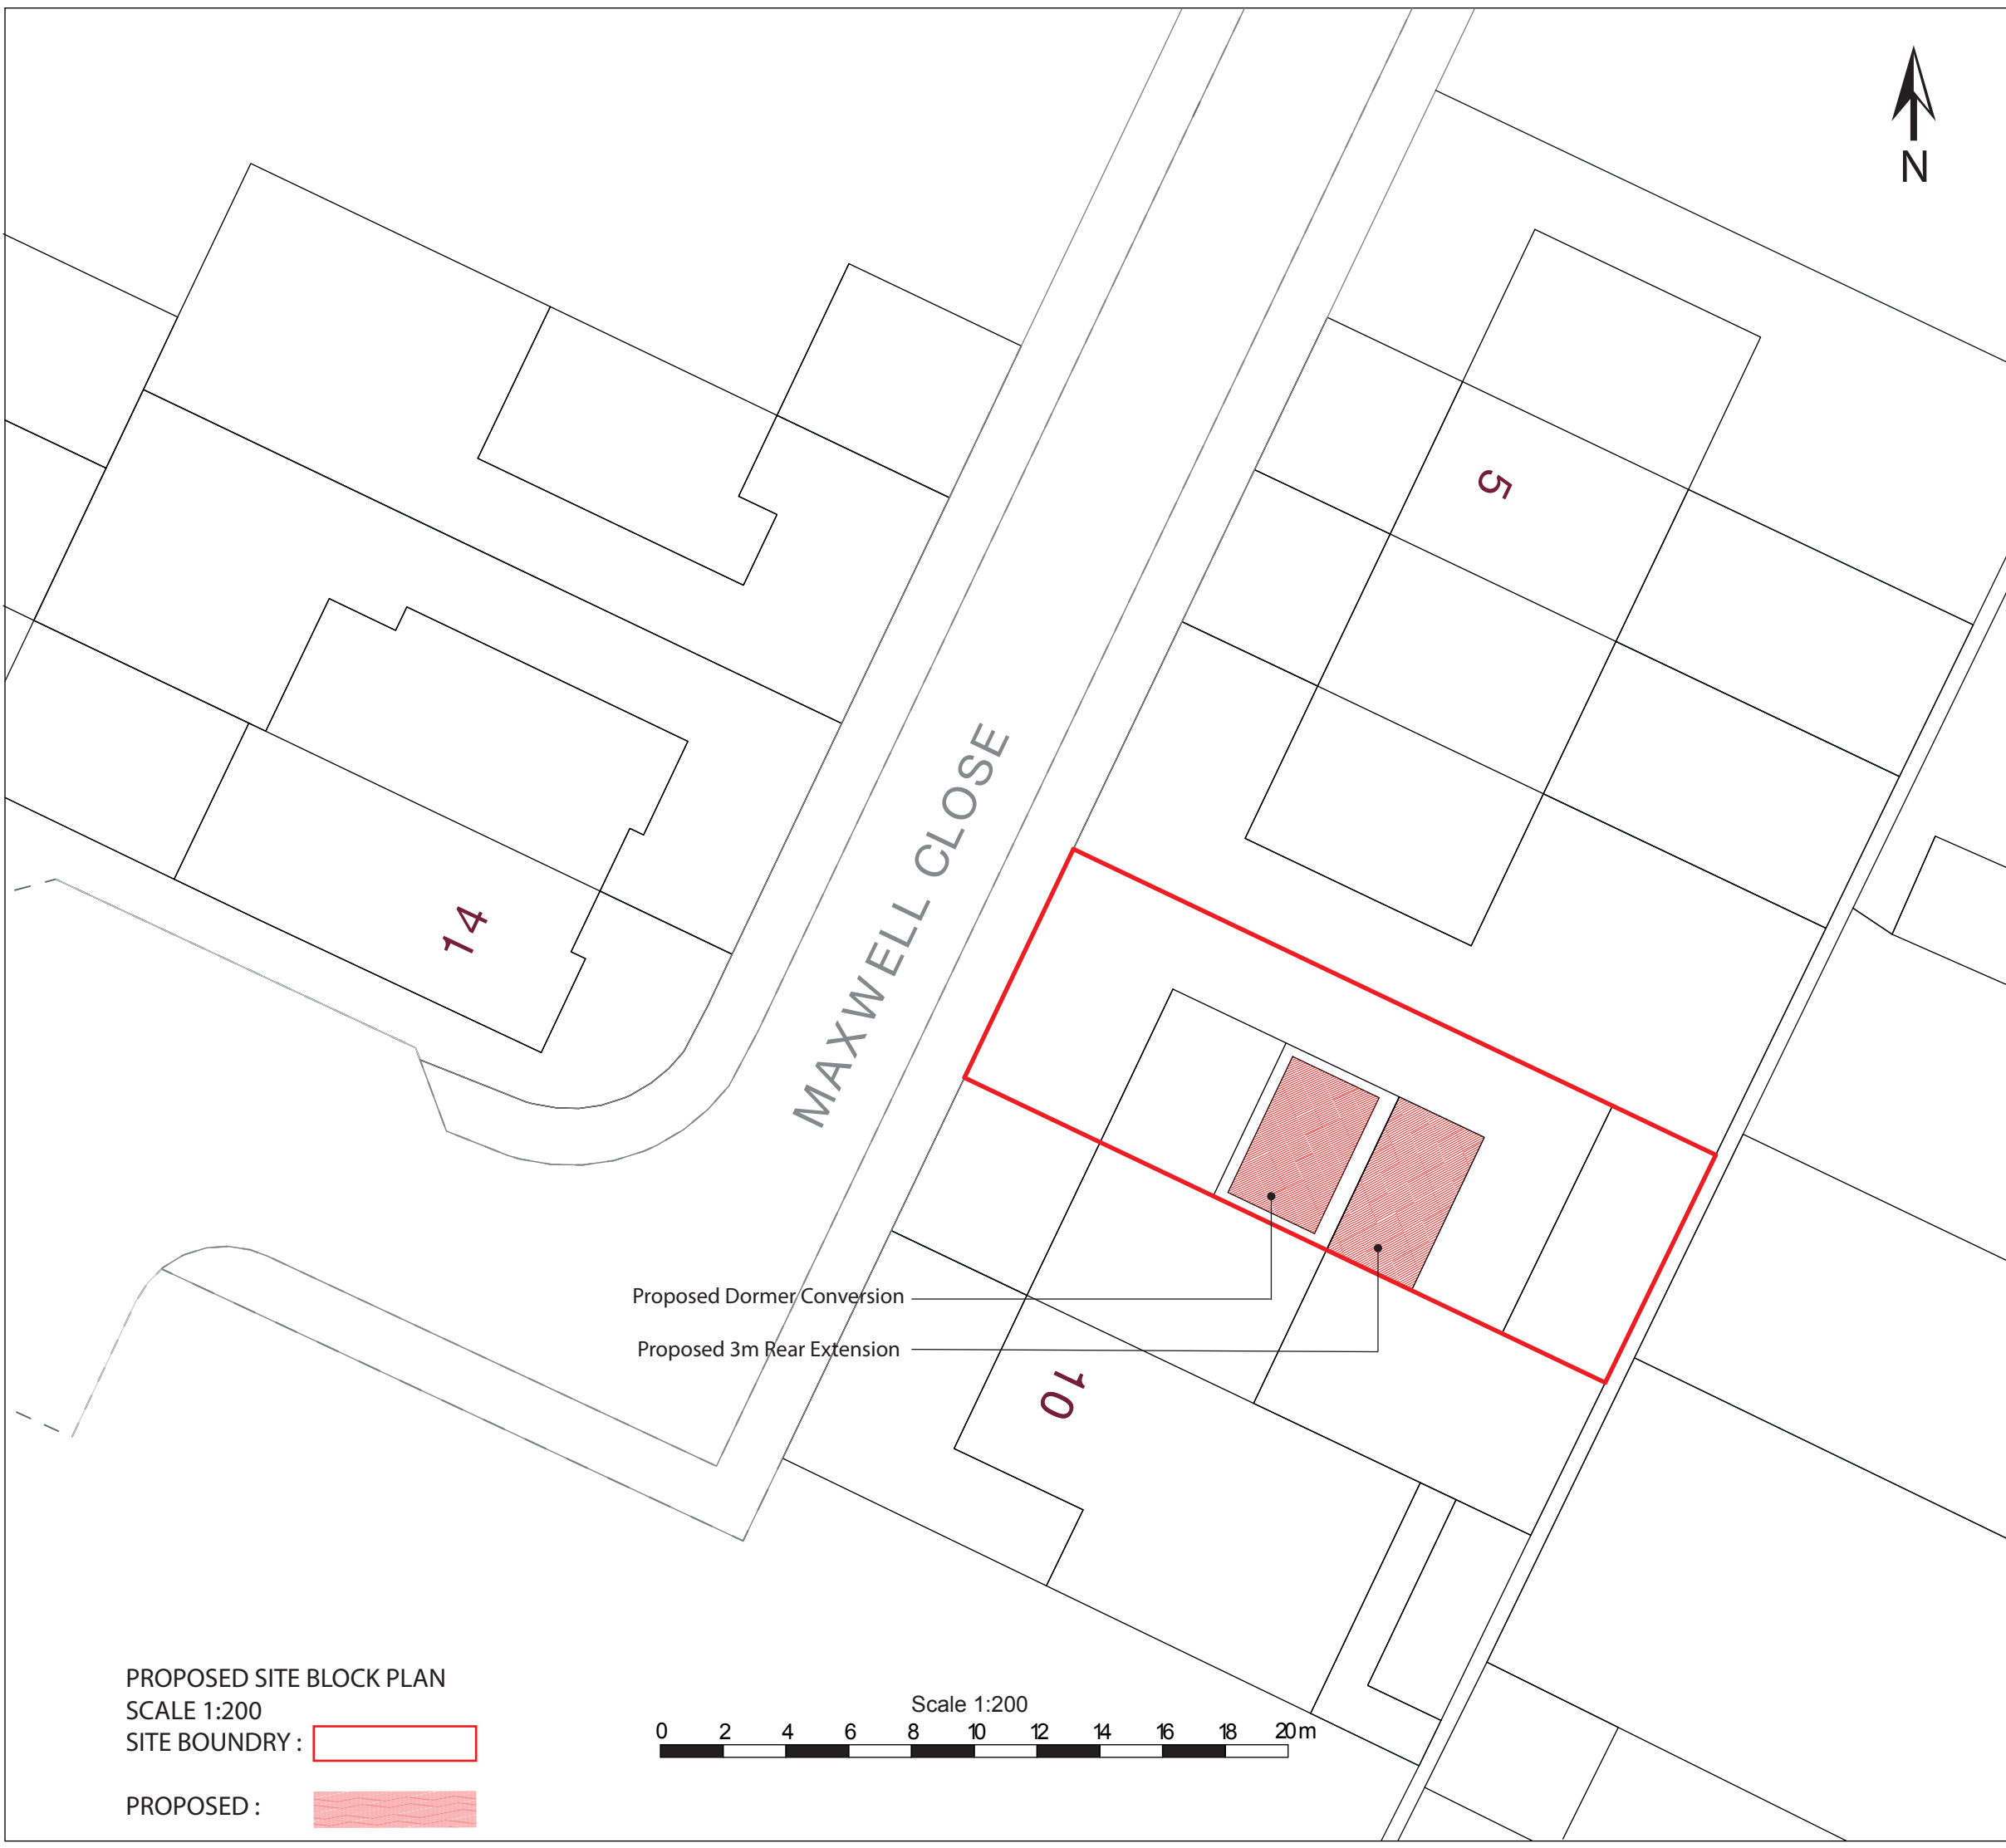 N
5
14
MAXWELL CLOSE
Proposed Dormer Conversion
Proposed 3m Rear Extension
10
PROPOSED SITE BLOCK PLAN
SCALE 1:200
SITE BOUNDRY :
PROPOSED :
Scale 1:200
0 2 4 6 8 10 12 14 16 18 20m